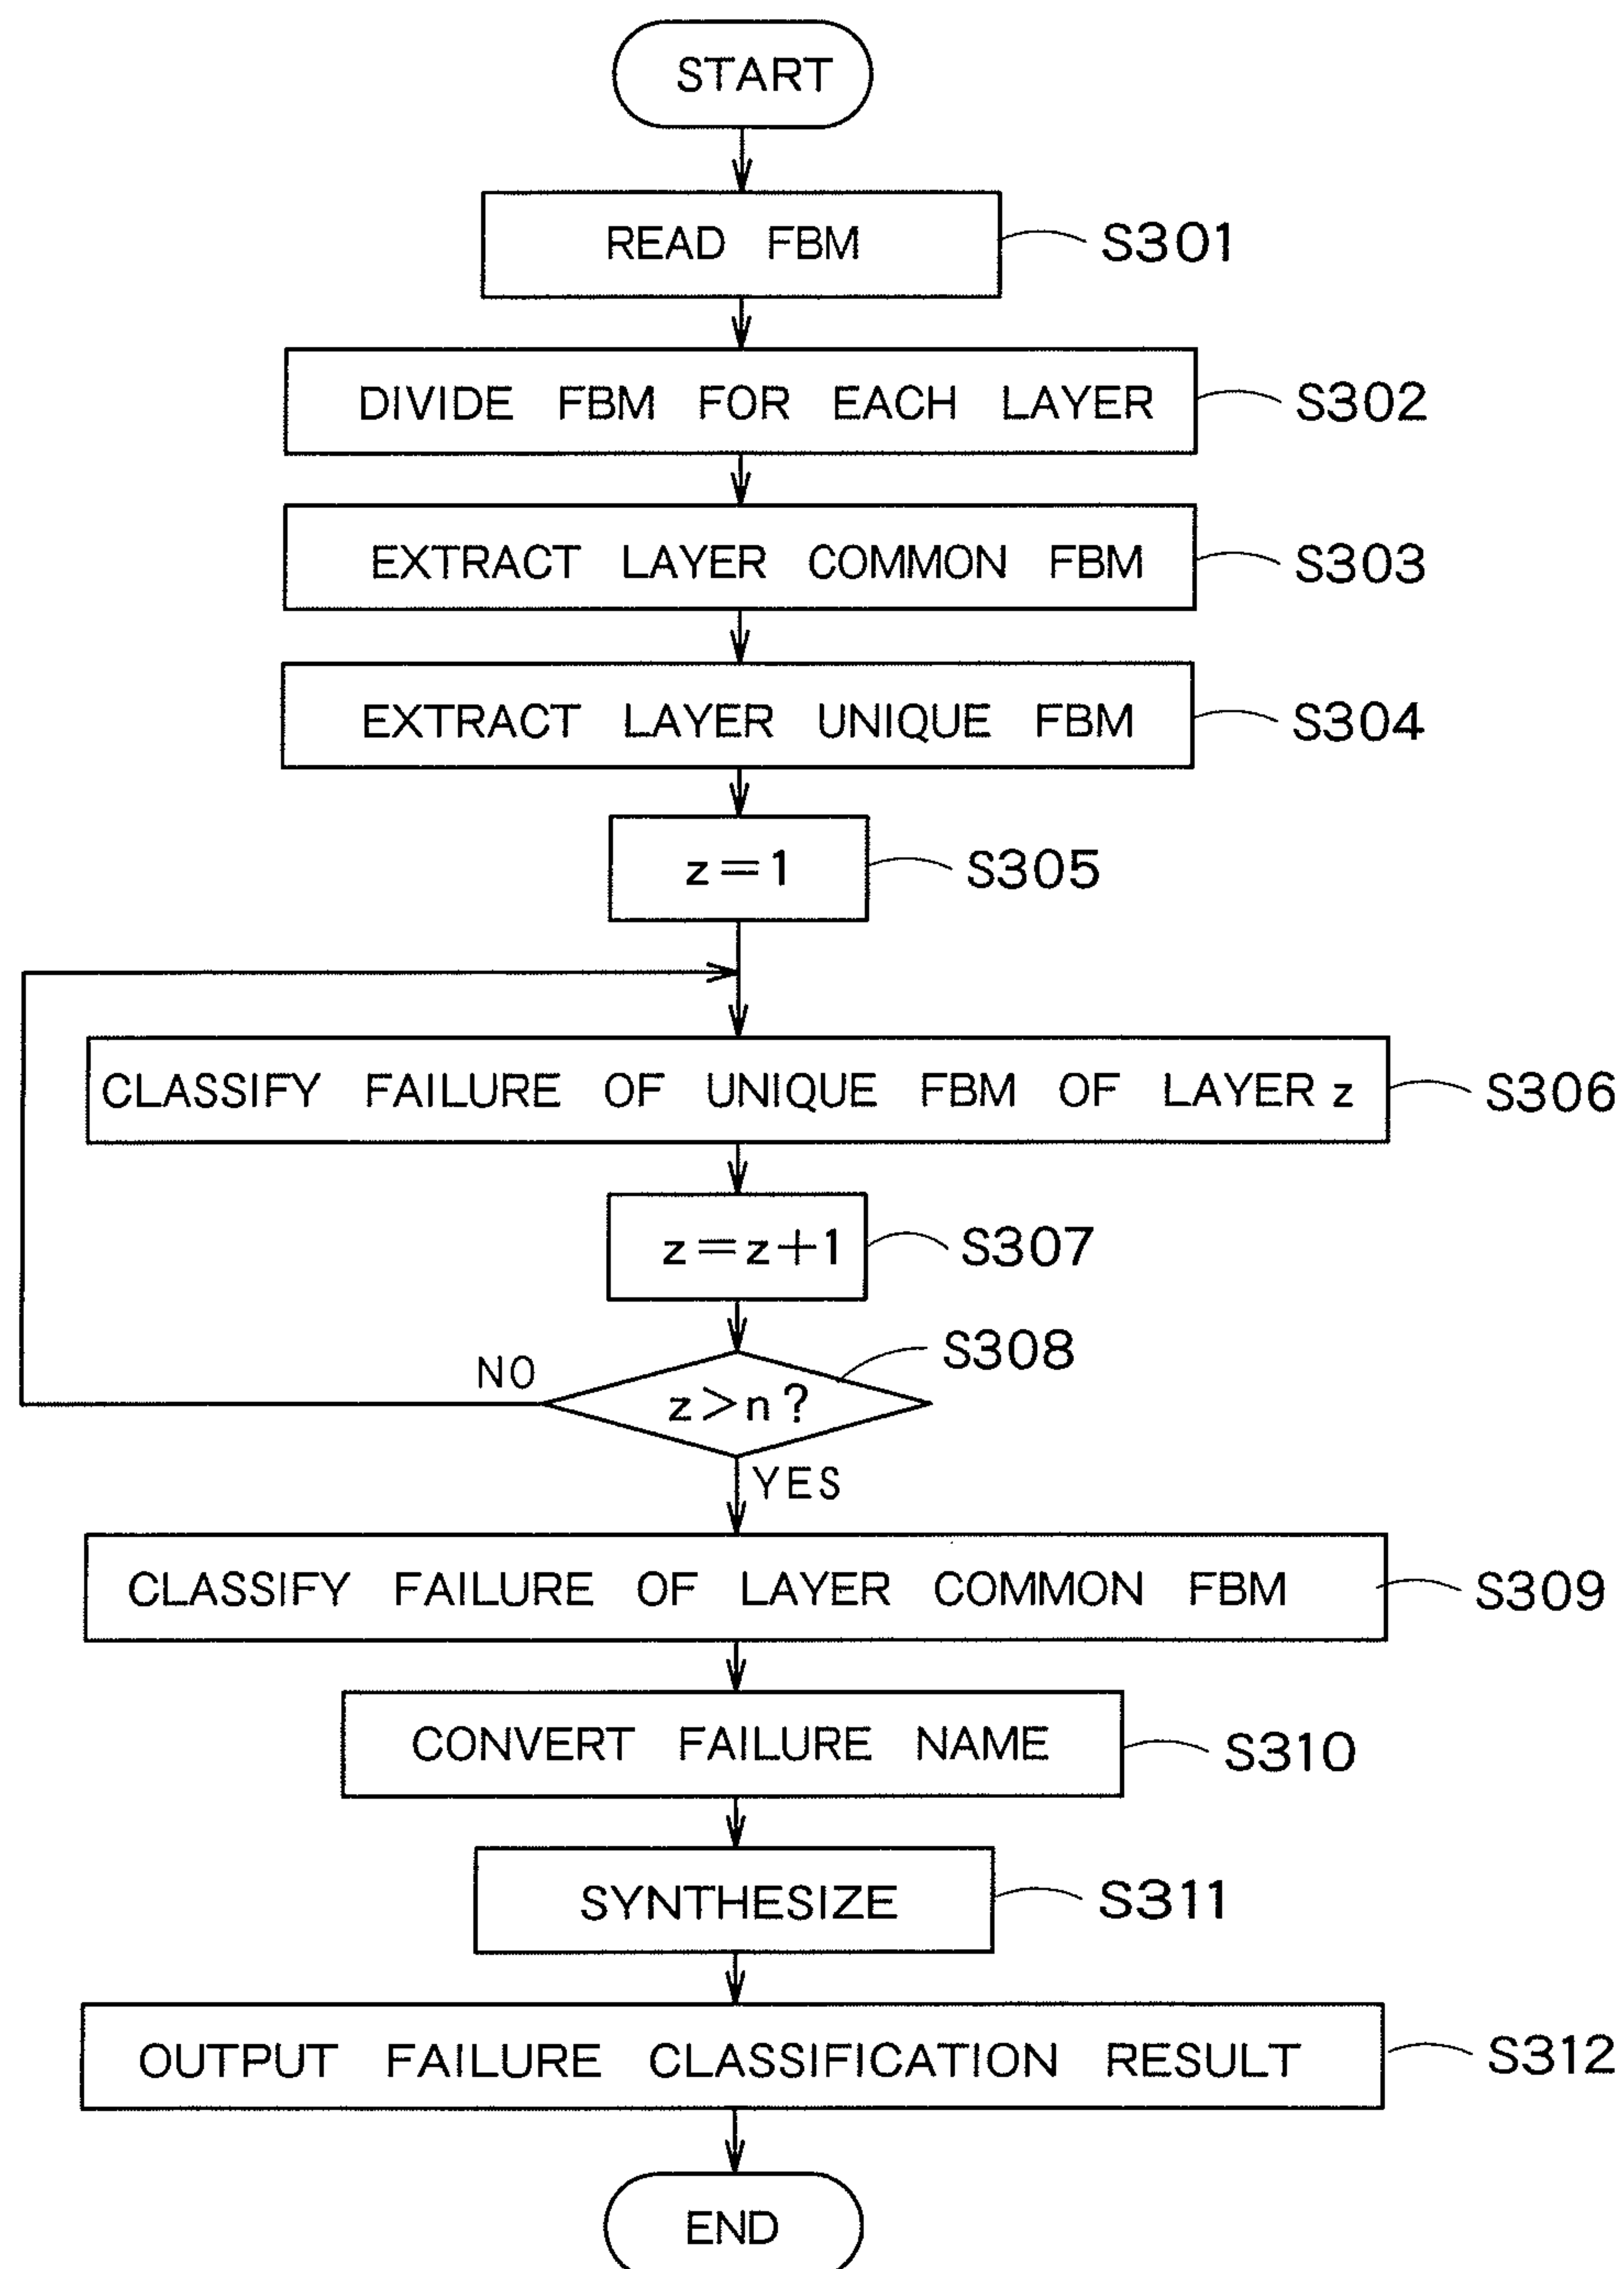 START
READ FBM
S301
DIVIDE FBM FOR EACH LAYER
S302
EXTRACT LAYER COMMON FBM
S303
EXTRACT LAYER UNIQUE FBM
S304
z=1
S305
CLASSIFY FAILURE OF UNIQUE FBM OF LAYER z
S306
z=z+1
S307
S308
NO
z>n?
YES
CLASSIFY FAILURE OF LAYER COMMON FBM
S309
CONVERT FAILURE NAME
S310
SYNTHESIZE
S311
OUTPUT FAILURE CLASSIFICATION RESULT
S312
END